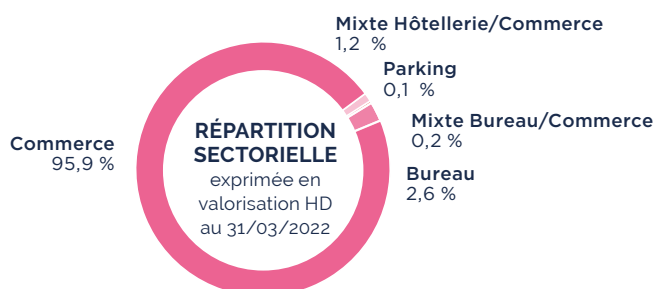 Mixte Hôtellerie/Commerce
1,2 %
Parking
0,1 %
Mixte Bureau/Commerce
0,2 %
Bureau
2,6 %
Commerce
95,9 %
RÉPARTITION
SECTORIELLE
exprimée en
valorisation HD
au 31/03/2022